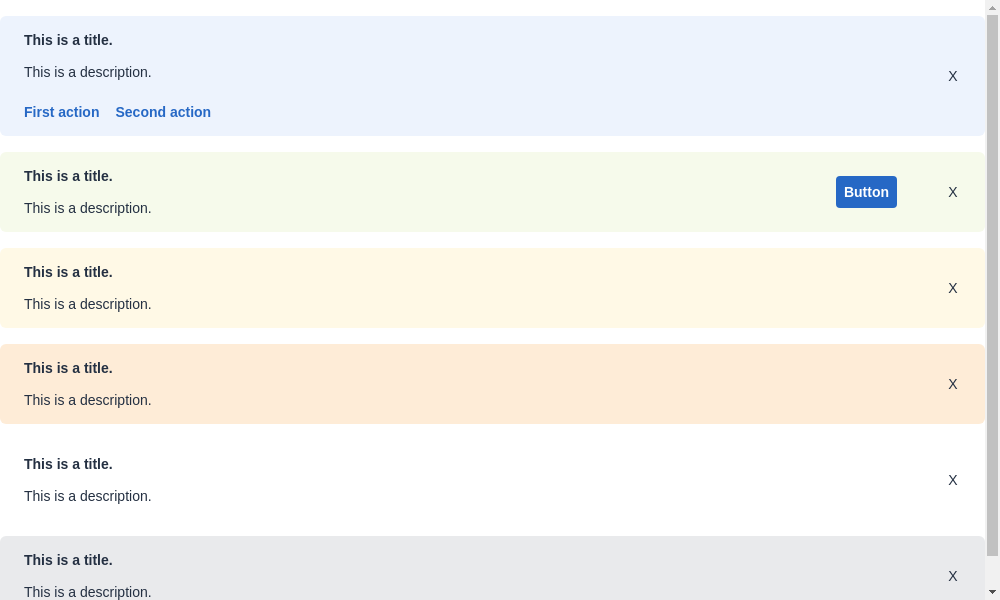 This is a title.
This is a description.
X
First action Second action
This is a title.
This is a description.
Button
X
This is a title.
This is a description.
X
This is a title.
This is a description.
X
This is a title.
This is a description.
X
This is a title.
This is a description.
X